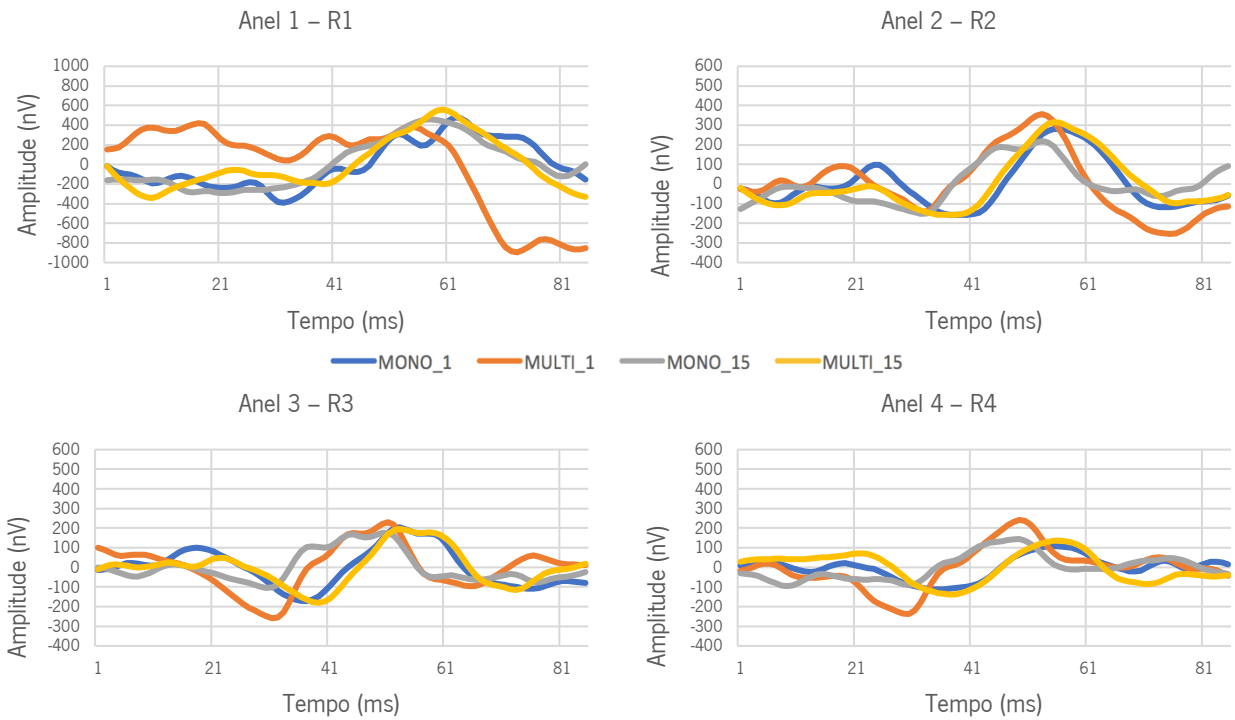 Anel 1 – R1
Amplitude (nV)
1000
800
600
400
200
0
-200
-400
-600
-800
-1000
1 21 41 61 81
Tempo (ms)
Anel 2 – R2
Amplitude (nV)
600
500
400
300
200
100
0
-100
-200
-300
-400
1 21 41 61 81
Tempo (ms)
MONO_1 MULTI_1 MONO_15 MULTI_15
Anel 3 – R3
Amplitude (nV)
600
500
400
300
200
100
0
-100
-200
-300
-400
1 21 41 61 81
Tempo (ms)
Anel 4 – R4
Amplitude (nV)
600
500
400
300
200
100
0
-100
-200
-300
-400
1 21 41 61 81
Tempo (ms)